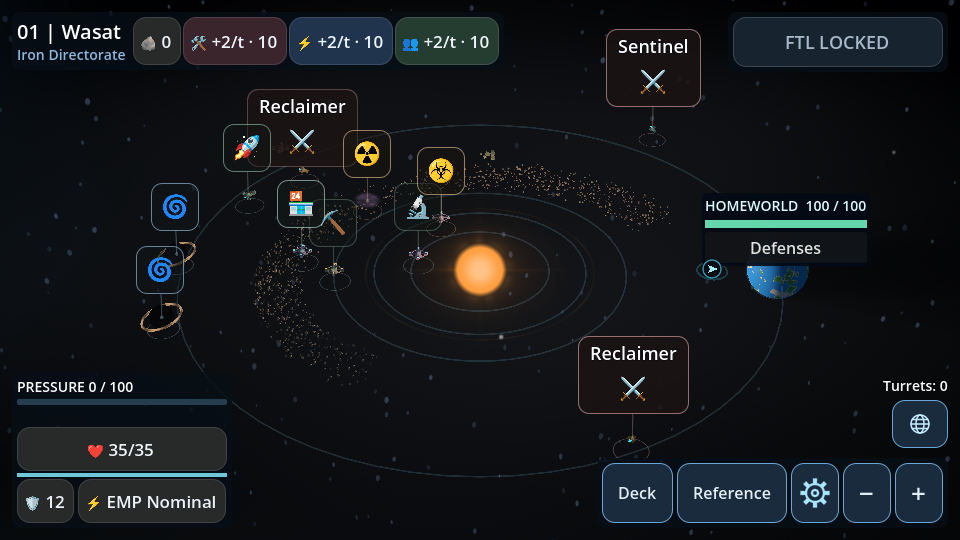 01 | Wasat
Iron Directorate
0
+2/t · 10
+2/t · 10
+2/t · 10
FTL LOCKED
Sentinel
Reclaimer
24
HOMEWORLD 100 / 100
Defenses
Reclaimer
PRESSURE 0 / 100
35/35
12
EMP Nominal
Turrets: 0
Deck
Reference
−
+